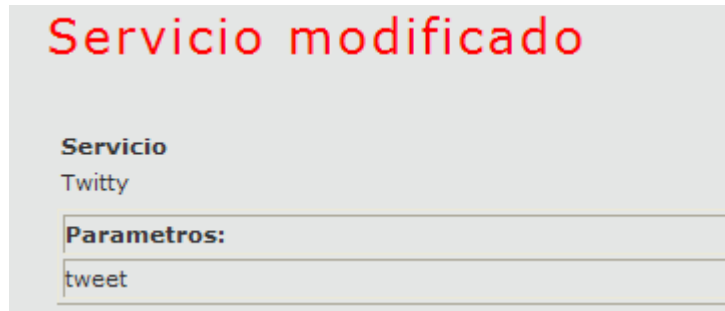 Servicio modificado
Servicio
Twitty
Parametros:
tweet